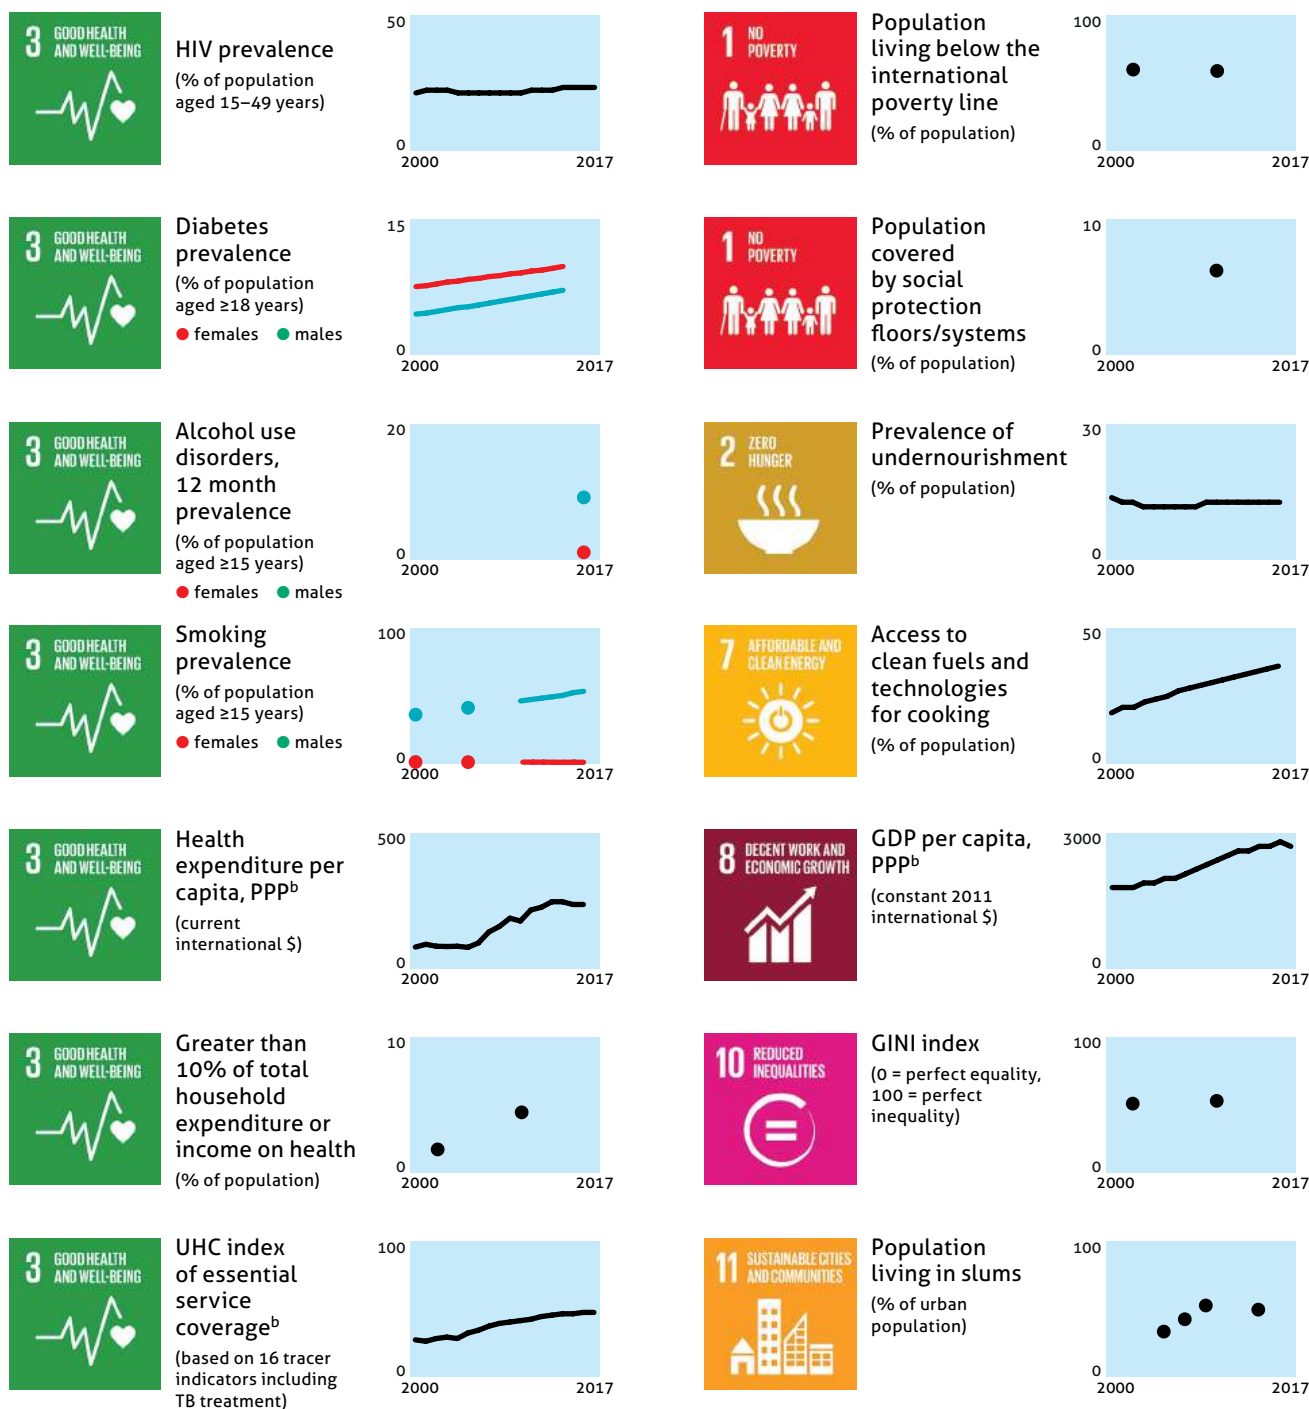 3 GOOD HEALTH
AND WELL-BEING
HIV prevalence
(% of population
aged 15–49 years)
50
0
2000 2017
3 GOOD HEALTH
AND WELL-BEING
Diabetes
prevalence
(% of population
aged ≥18 years)
females males
15
0
2000 2017
3 GOOD HEALTH
AND WELL-BEING
Alcohol use
disorders,
12 month
prevalence
(% of population
aged ≥15 years)
females males
20
0
2000 2017
3 GOOD HEALTH
AND WELL-BEING
Smoking
prevalence
(% of population
aged ≥15 years)
females males
100
0
2000 2017
3 GOOD HEALTH
AND WELL-BEING
Health
expenditure per
capita, PPPᵇ
(current
international $)
500
0
2000 2017
3 GOOD HEALTH
AND WELL-BEING
Greater than
10% of total
household
expenditure or
income on health
(% of population)
10
0
2000 2017
3 GOOD HEALTH
AND WELL-BEING
UHC index
of essential
service
coverageᵇ
(based on 16 tracer
indicators including
TB treatment)
100
0
2000 2017
1 NO
POVERTY
Population
living below the
international
poverty line
(% of population)
100
0
2000 2017
1 NO
POVERTY
Population
covered
by social
protection
floors/systems
(% of population)
10
0
2000 2017
2 ZERO
HUNGER
Prevalence of
undernourishment
(% of population)
30
0
2000 2017
7 AFFORDABLE AND
CLEAN ENERGY
Access to
clean fuels and
technologies
for cooking
(% of population)
50
0
2000 2017
8 DECENT WORK AND
ECONOMIC GROWTH
GDP per capita,
PPPᵇ
(constant 2011
international $)
3000
0
2000 2017
10 REDUCED
INEQUALITIES
GINI index
(0 = perfect equality,
100 = perfect
inequality)
100
0
2000 2017
11 SUSTAINABLE CITIES
AND COMMUNITIES
Population
living in slums
(% of urban
population)
100
0
2000 2017